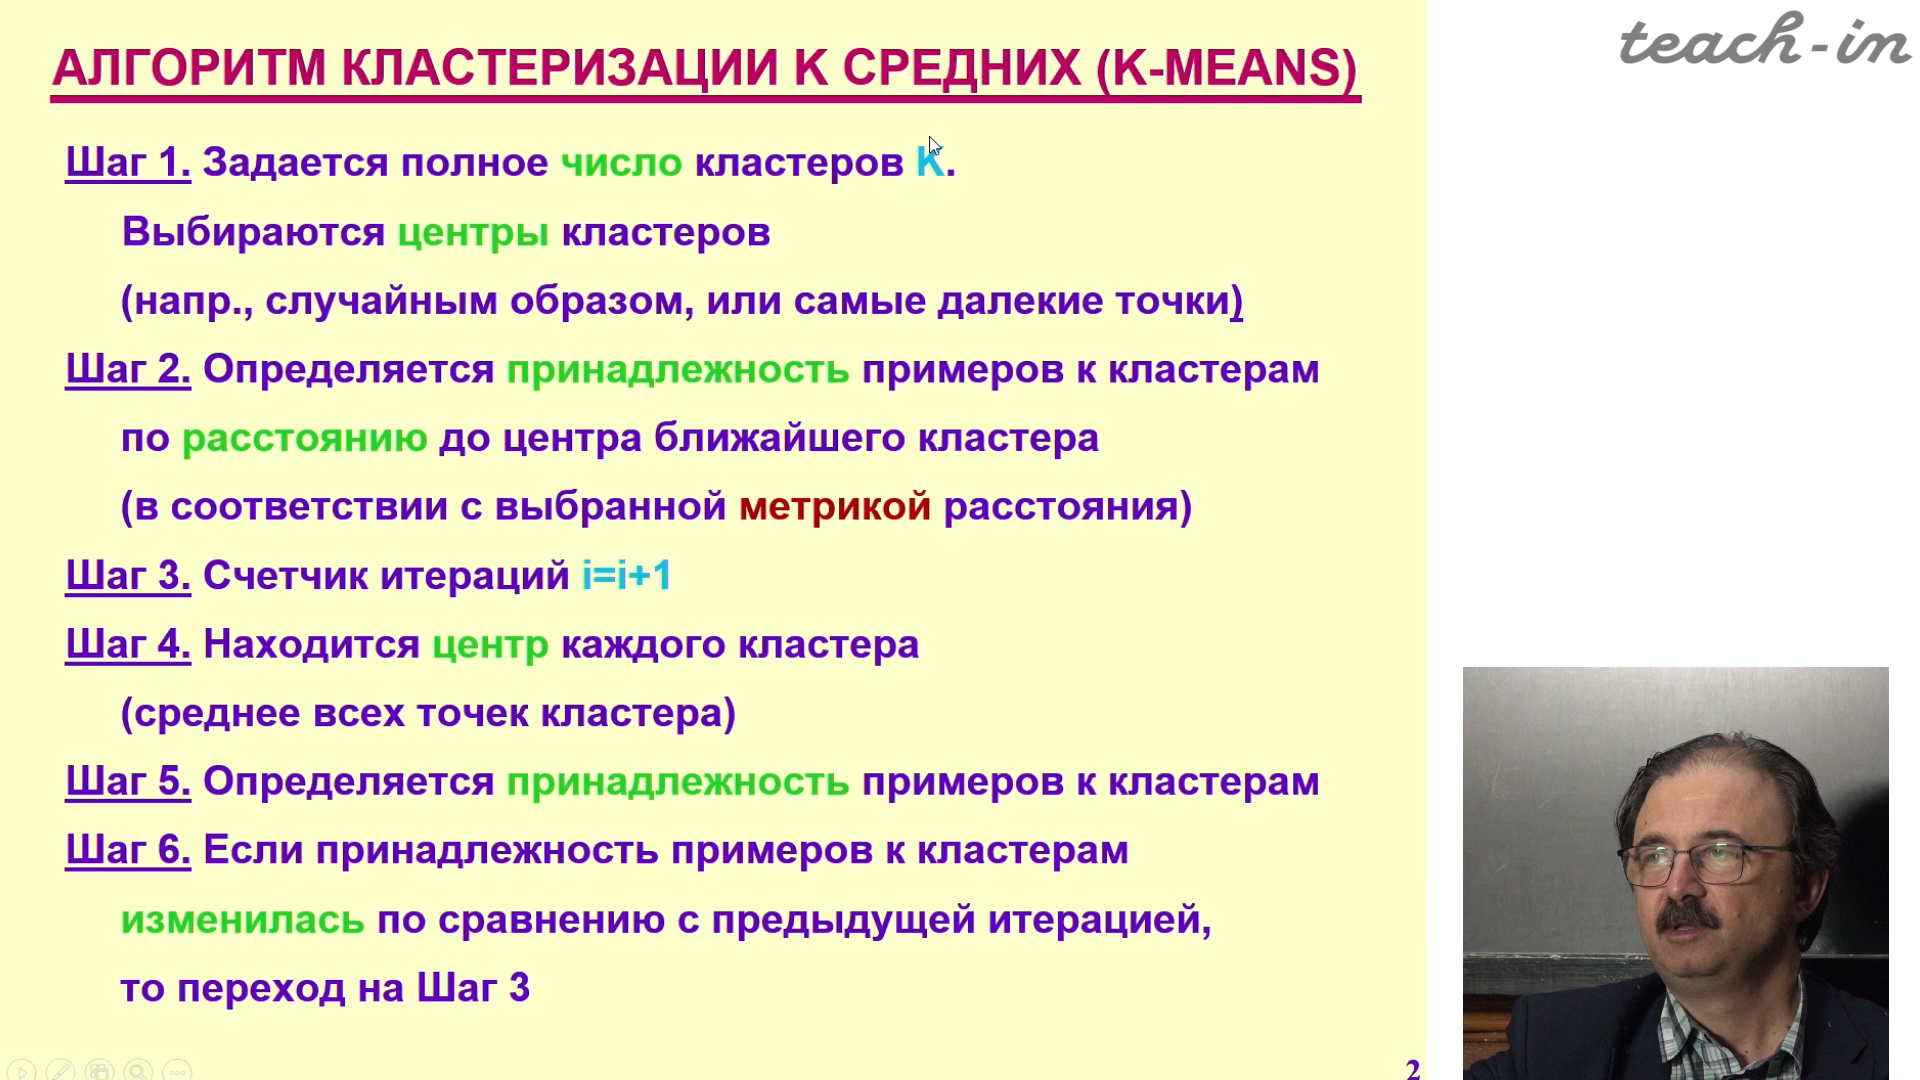 АЛГОРИТМ КЛАСТЕРИЗАЦИИ K СРЕДНИХ (K-MEANS)
teach-in
Шаг 1. Задается полное число кластеров K.
Выбираются центры кластеров
(напр., случайным образом, или самые далекие точки)
Шаг 2. Определяется принадлежность примеров к кластерам
по расстоянию до центра ближайшего кластера
(в соответствии с выбранной метрикой расстояния)
Шаг 3. Счетчик итераций i=i+1
Шаг 4. Находится центр каждого кластера
(среднее всех точек кластера)
Шаг 5. Определяется принадлежность примеров к кластерам
Шаг 6. Если принадлежность примеров к кластерам
изменилась по сравнению с предыдущей итерацией,
то переход на Шаг 3
2